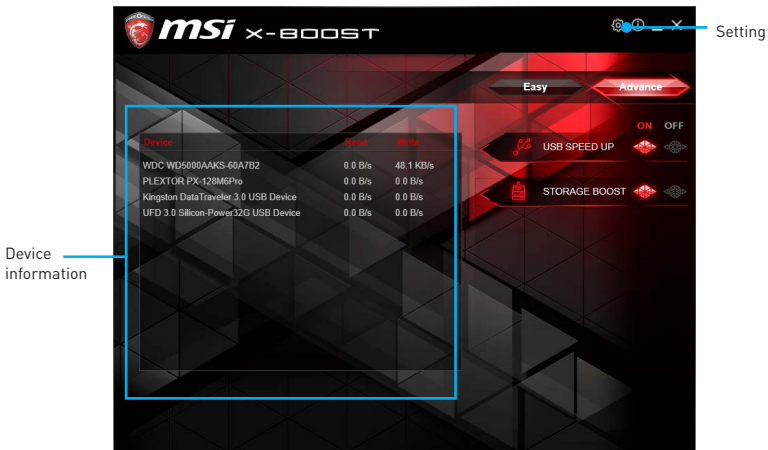 msi X-BOOST
Setting
Easy Advance
ON OFF
USB SPEED UP
STORAGE BOOST
Device Read Write
WDC WD5000AAKS-60A7B2 0.0 B/s 48.1 KB/s
PLEXTOR PX-128M6Pro 0.0 B/s 0.0 B/s
Kingston DataTraveler 3.0 USB Device 0.0 B/s 0.0 B/s
UFD 3.0 Silicon-Power32G USB Device 0.0 B/s 0.0 B/s
Device
information